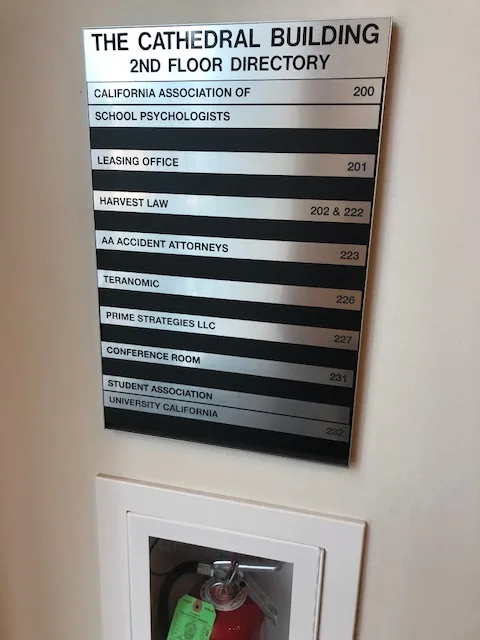 THE CATHEDRAL BUILDING
2ND FLOOR DIRECTORY
CALIFORNIA ASSOCIATION OF 200
SCHOOL PSYCHOLOGISTS
LEASING OFFICE 201
HARVEST LAW 202 & 222
AA ACCIDENT ATTORNEYS 223
TERANOMIC 226
PRIME STRATEGIES LLC 227
CONFERENCE ROOM 231
STUDENT ASSOCIATION
UNIVERSITY CALIFORNIA 232